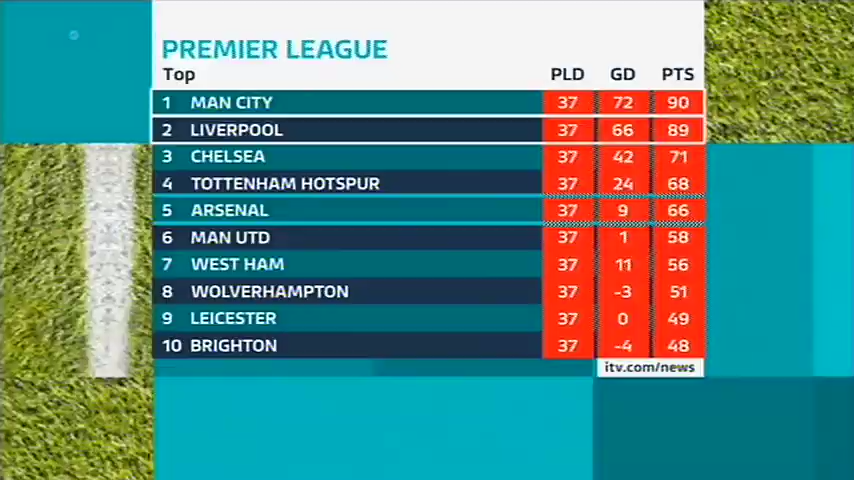 PREMIER LEAGUE
Top PLD GD PTS
1 MAN CITY 37 72 90
2 LIVERPOOL 37 66 89
3 CHELSEA 37 42 71
4 TOTTENHAM HOTSPUR 37 24 68
5 ARSENAL 37 9 66
6 MAN UTD 37 1 58
7 WEST HAM 37 11 56
8 WOLVERHAMPTON 37 -3 51
9 LEICESTER 37 0 49
10 BRIGHTON 37 -4 48
itv.com/news